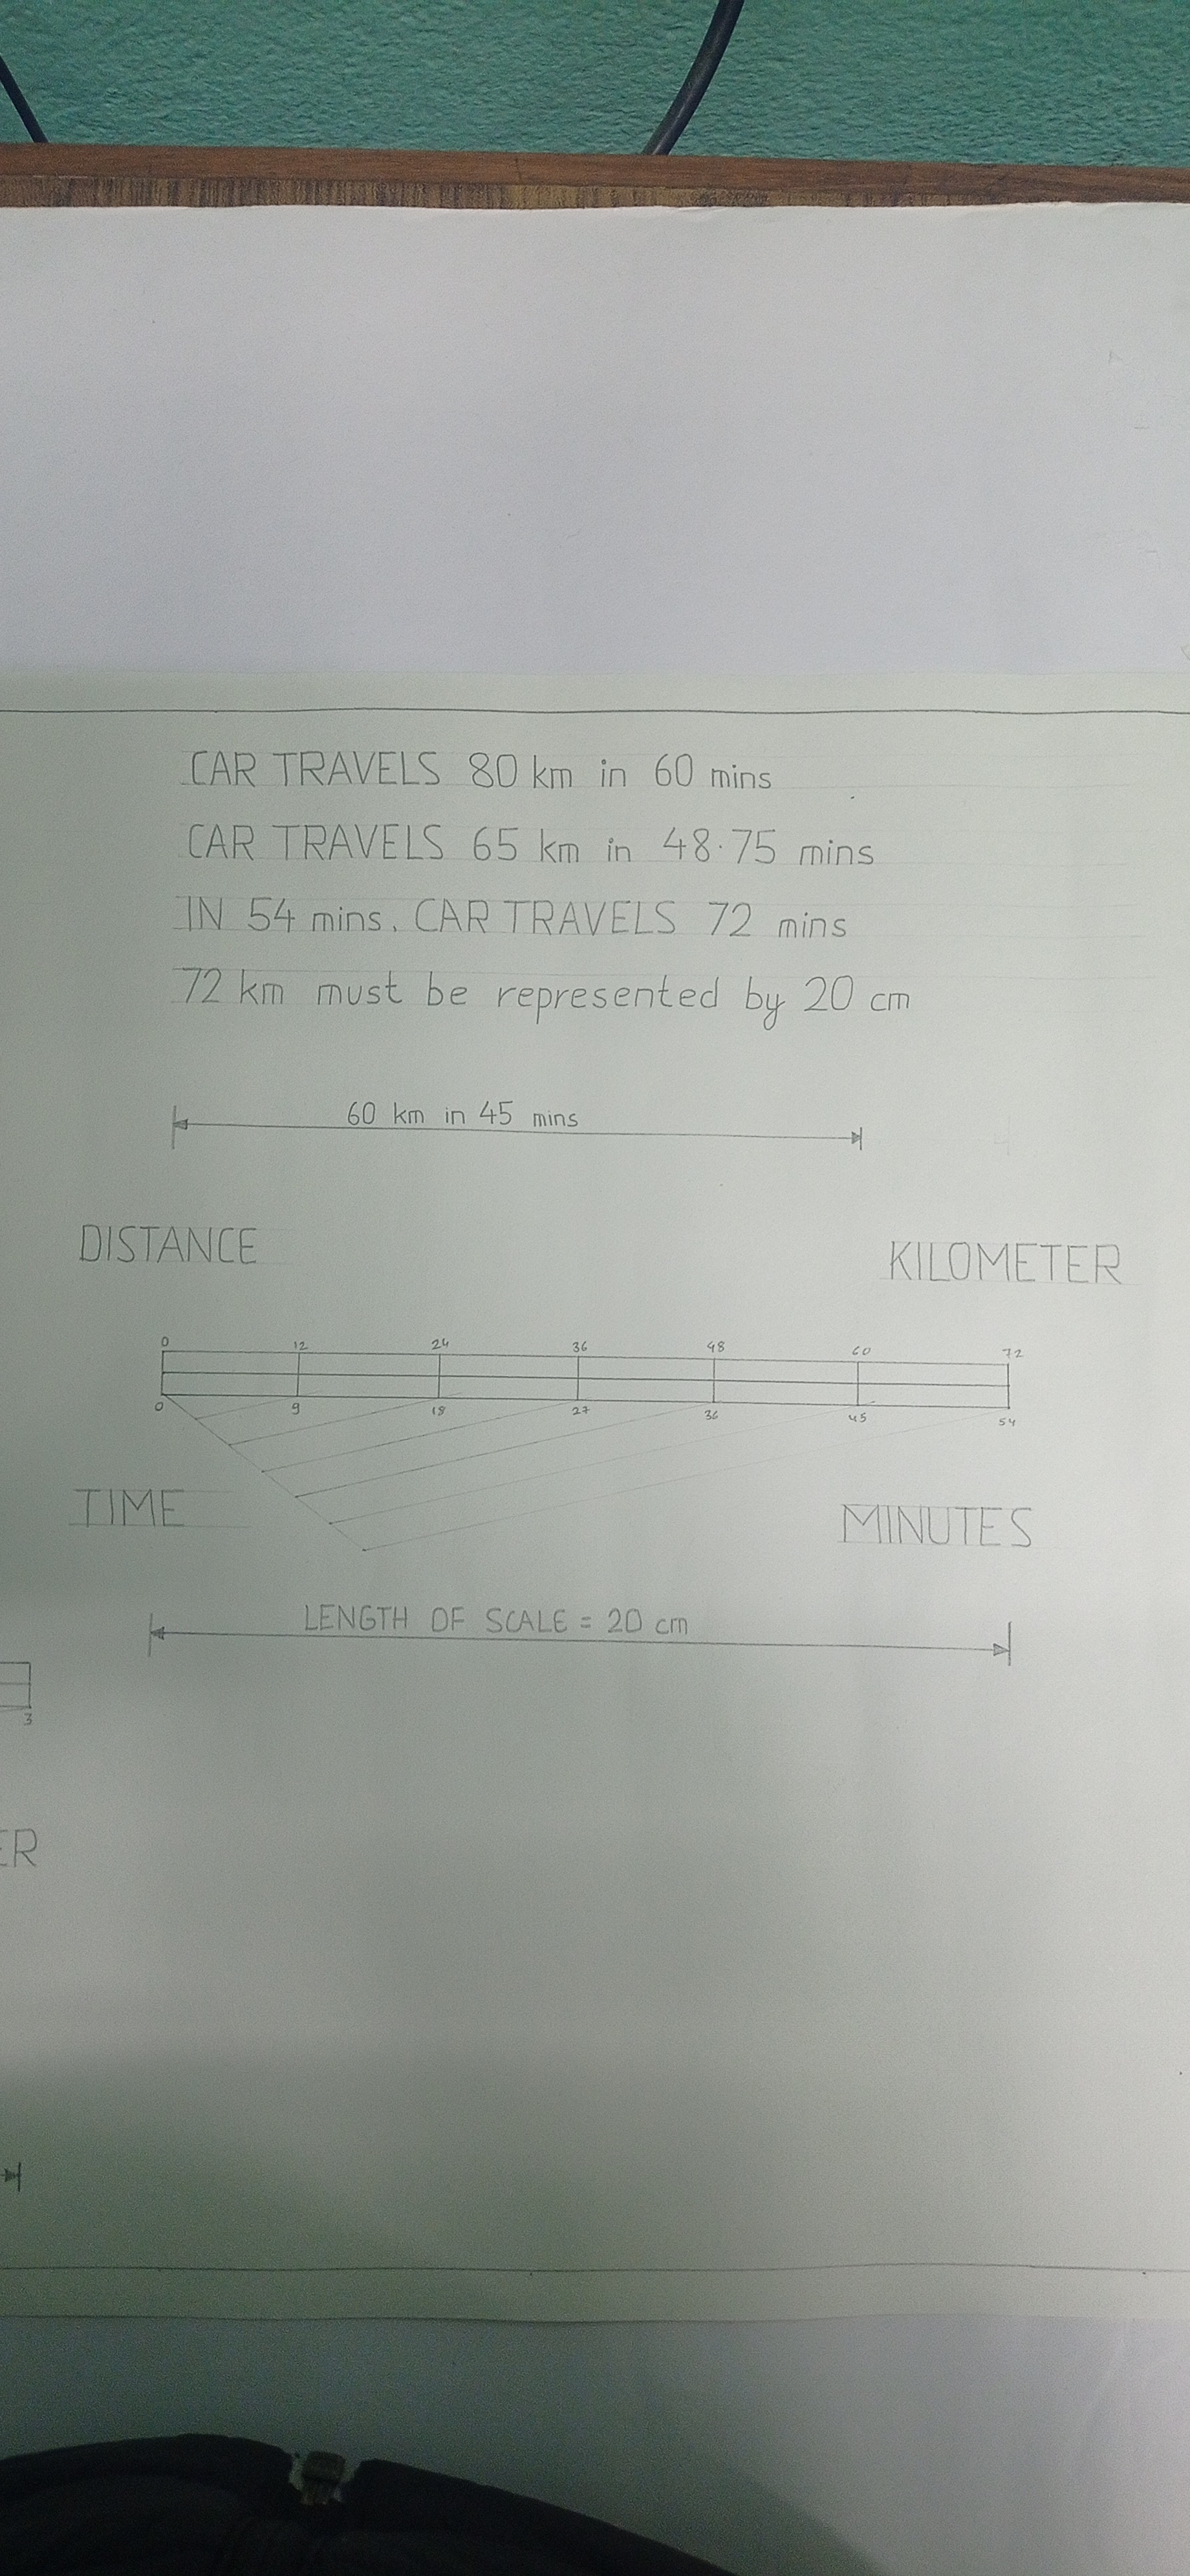 CAR TRAVELS 80 km in 60 mins
CAR TRAVELS 65 km in 48.75 mins
IN 54 mins, CAR TRAVELS 72 mins
72 km must be represented by 20 cm
60 km in 45 mins
DISTANCE KILOMETER
0 12 24 36 48 60 72
0 9 18 27 36 45 54
TIME MINUTES
LENGTH OF SCALE = 20 cm
3
ER